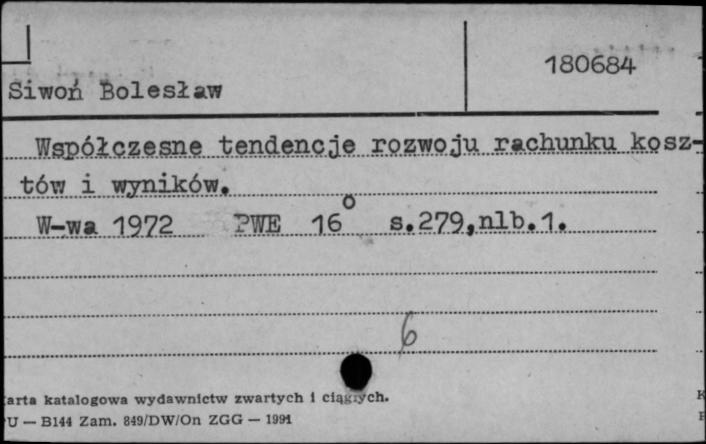 180684
Siwoń Bolesław
Współczesne tendencje rozwoju rachunku kosz-
tów i wyników.
W-wa 1972 PWE 16° s.279,nlb.1.
6
arta katalogowa wydawnictw zwartych i ciągłych.
U — B144 Zam. 849/DW/On ZGG — 1991